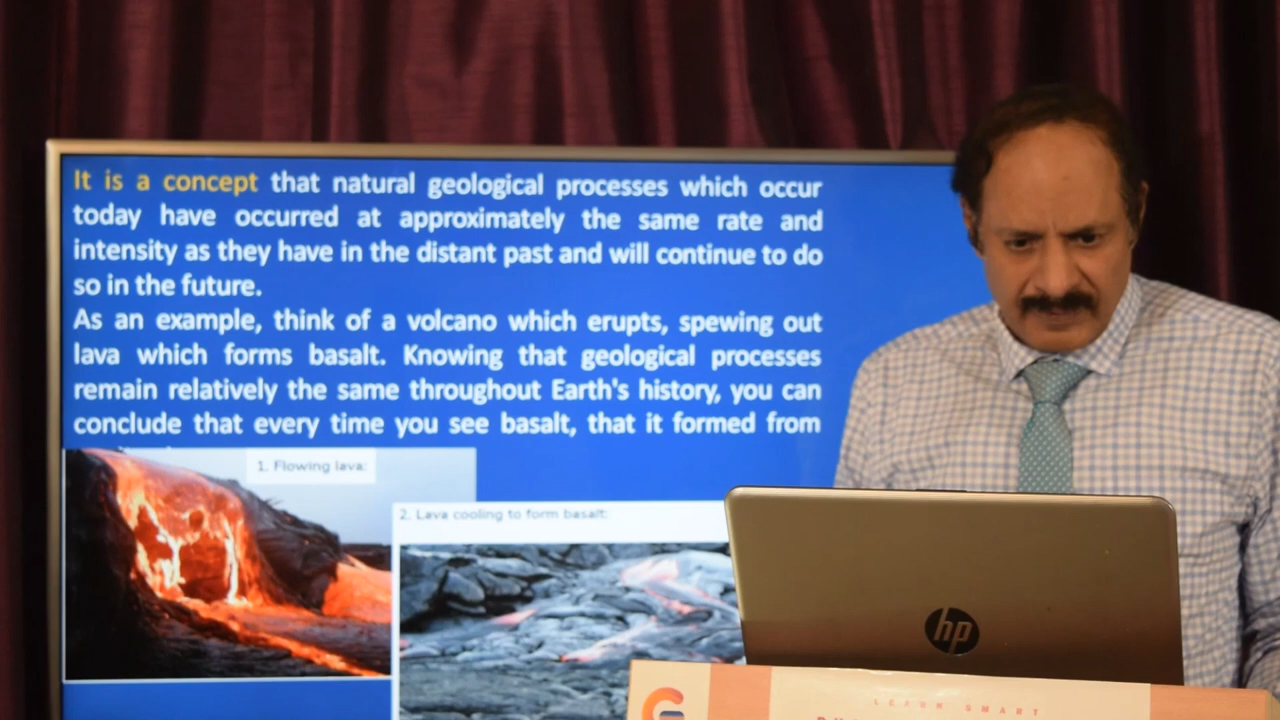 It is a concept that natural geological processes which occur
today have occurred at approximately the same rate and
intensity as they have in the distant past and will continue to do
so in the future.
As an example, think of a volcano which erupts, spewing out
lava which forms basalt. Knowing that geological processes
remain relatively the same throughout Earth's history, you can
conclude that every time you see basalt, that it formed from
1. Flowing lava:
2. Lava cooling to form basalt:
hp
LEARN SMART